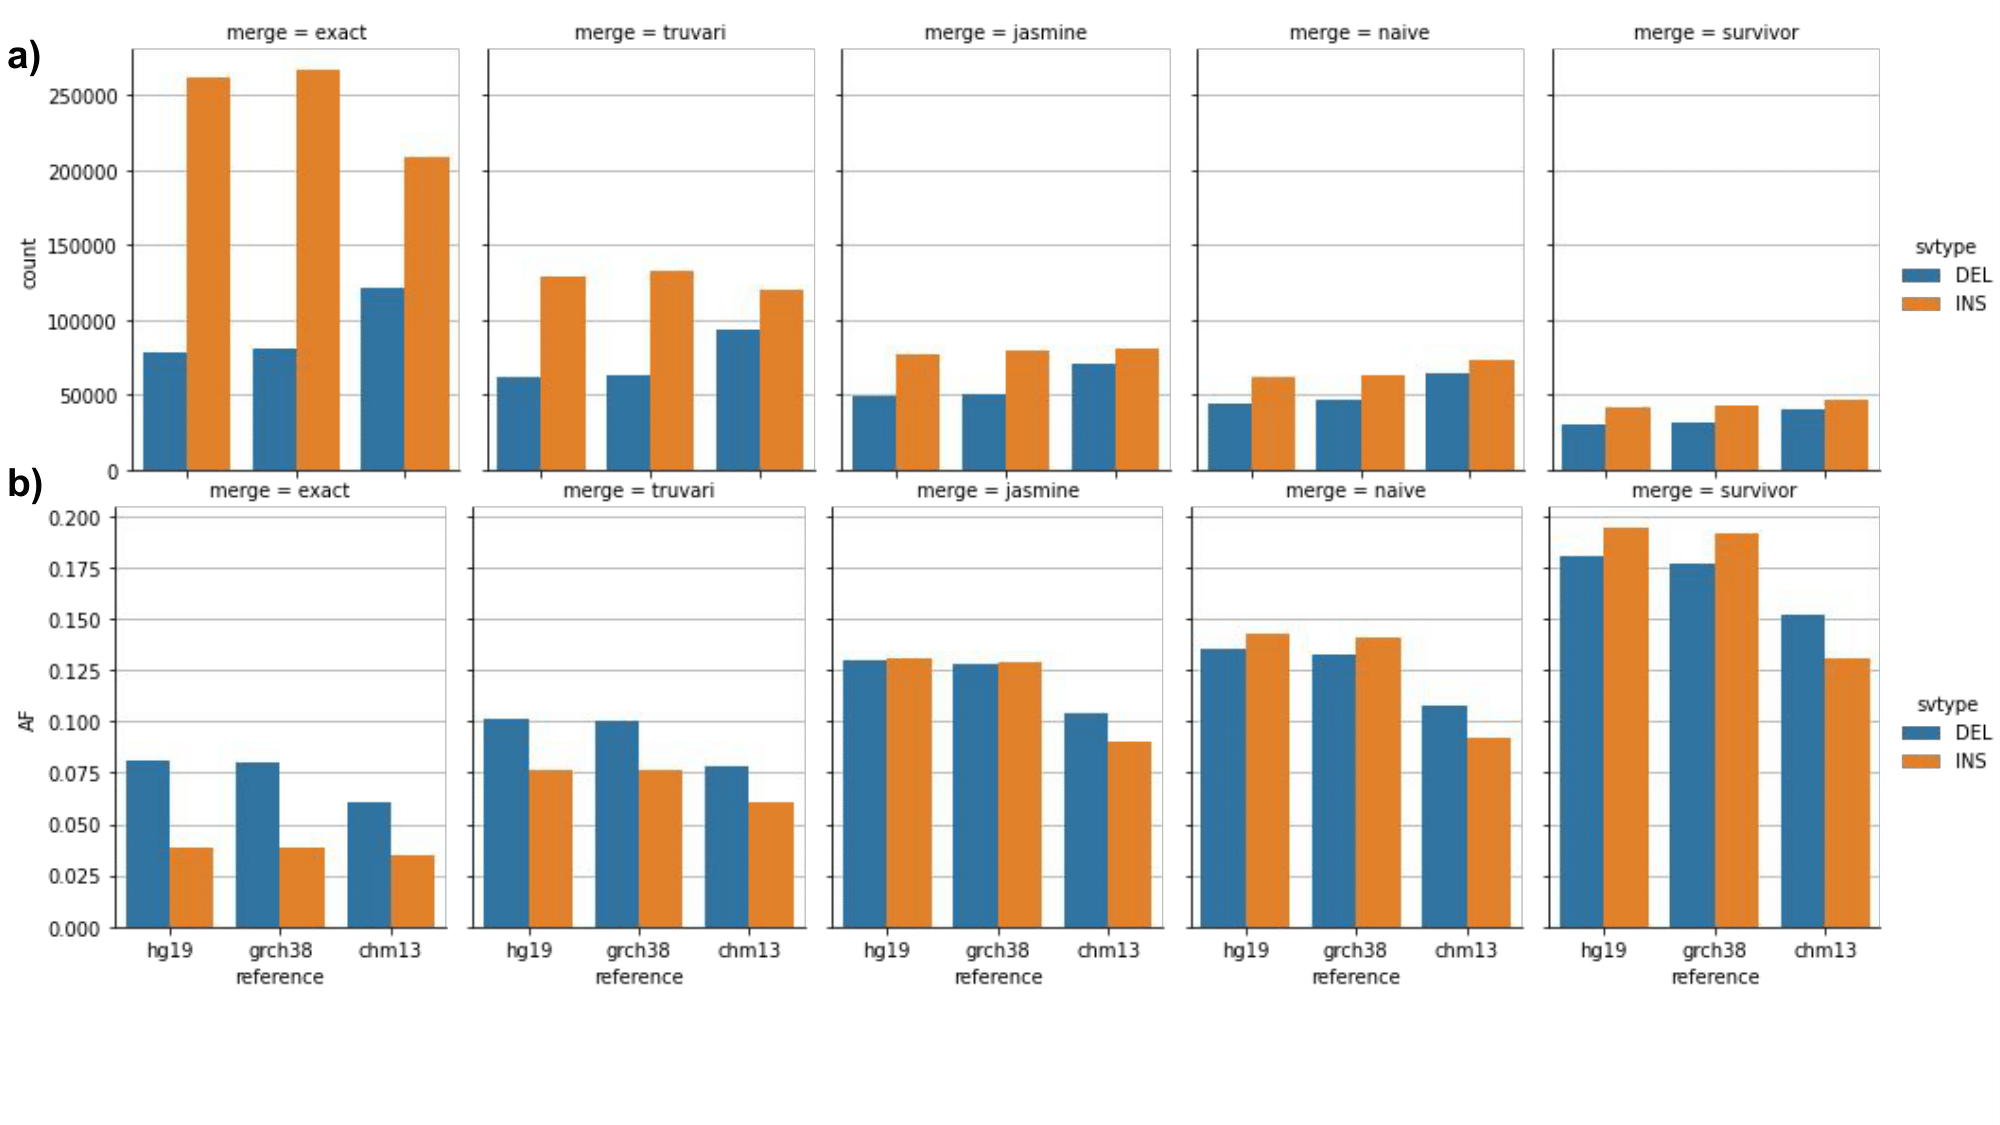 a)
merge = exact merge = truvari merge = jasmine merge = naive merge = survivor
250000
200000
150000
100000
50000
0
count
svtype
DEL
INS
b)
merge = exact merge = truvari merge = jasmine merge = naive merge = survivor
0.200
0.175
0.150
0.125
0.100
0.075
0.050
0.025
0.000
AF
svtype
DEL
INS
hg19 grch38 chm13 hg19 grch38 chm13 hg19 grch38 chm13 hg19 grch38 chm13 hg19 grch38 chm13
reference reference reference reference reference